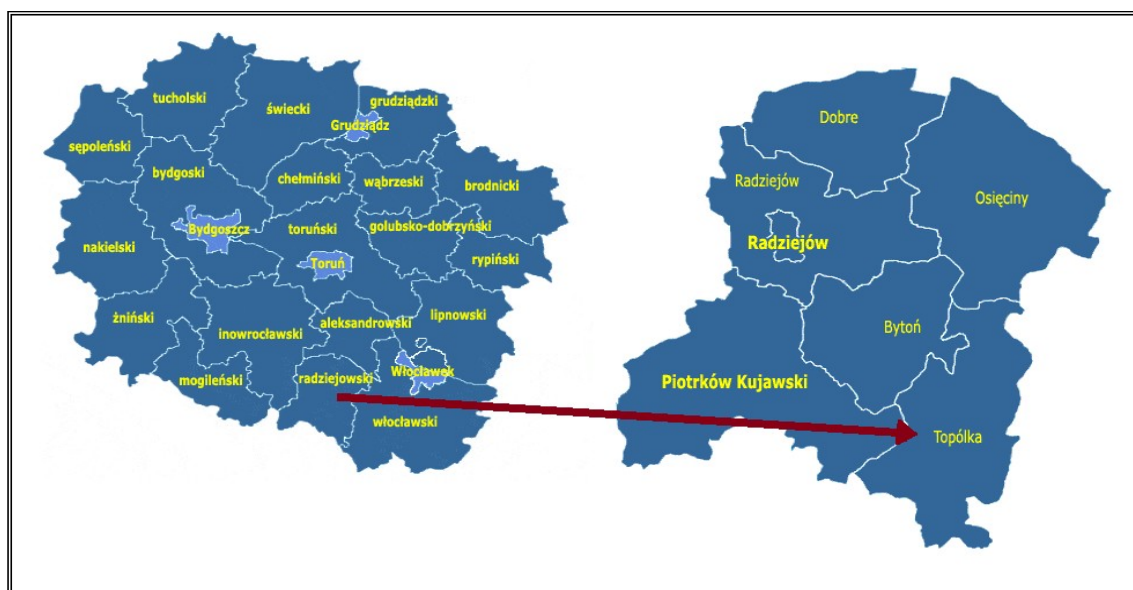 tucholski
świecki
grudziądzki
Grudziądz
sępoleński
bydgoski
chełmiński
wąbrzeski
brodnicki
Bydgoszcz
toruński
golubsko-dobrzyński
nakielski
Toruń
rypiński
żniński
inowrocławski
aleksandrowski
lipnowski
mogileński
radziejowski
Włocławek
włocławski
Dobre
Radziejów
Osięciny
Radziejów
Bytoń
Piotrków Kujawski
Topólka